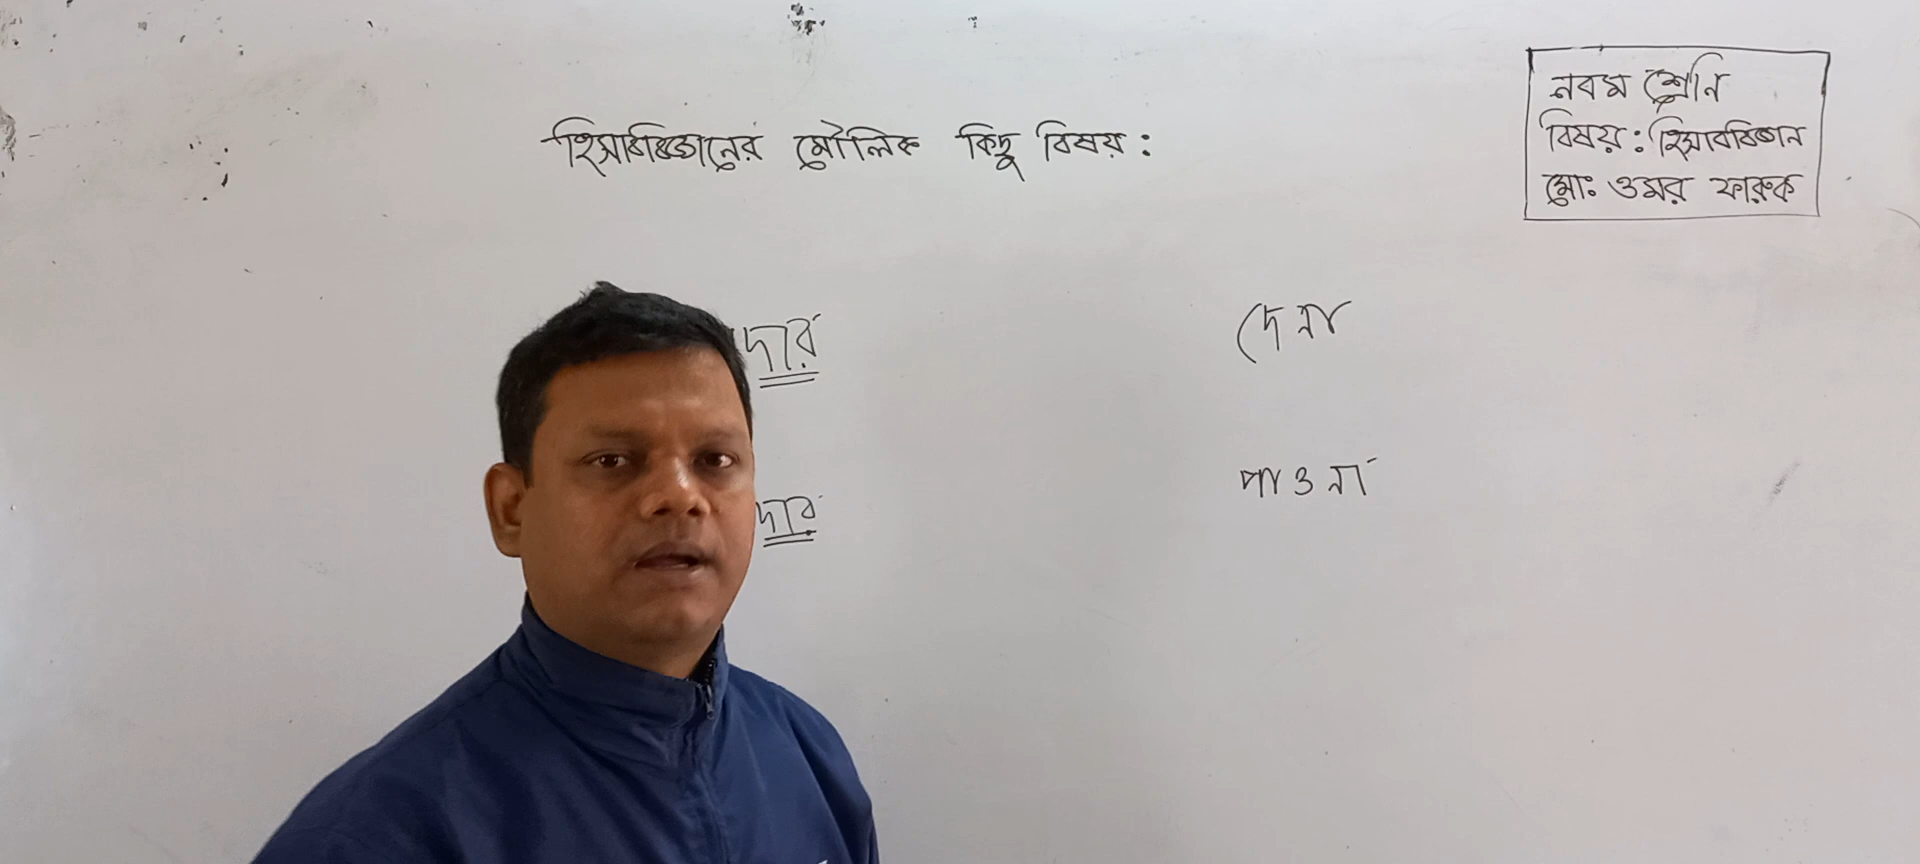 নবম শ্রেনি
বিষয় : হিসাববিজ্ঞান
মোঃ ওমর ফারুক
হিসাববিজ্ঞানের মৌলিক কিছু বিষয় :
দার
দেনা
দার
পাওনা